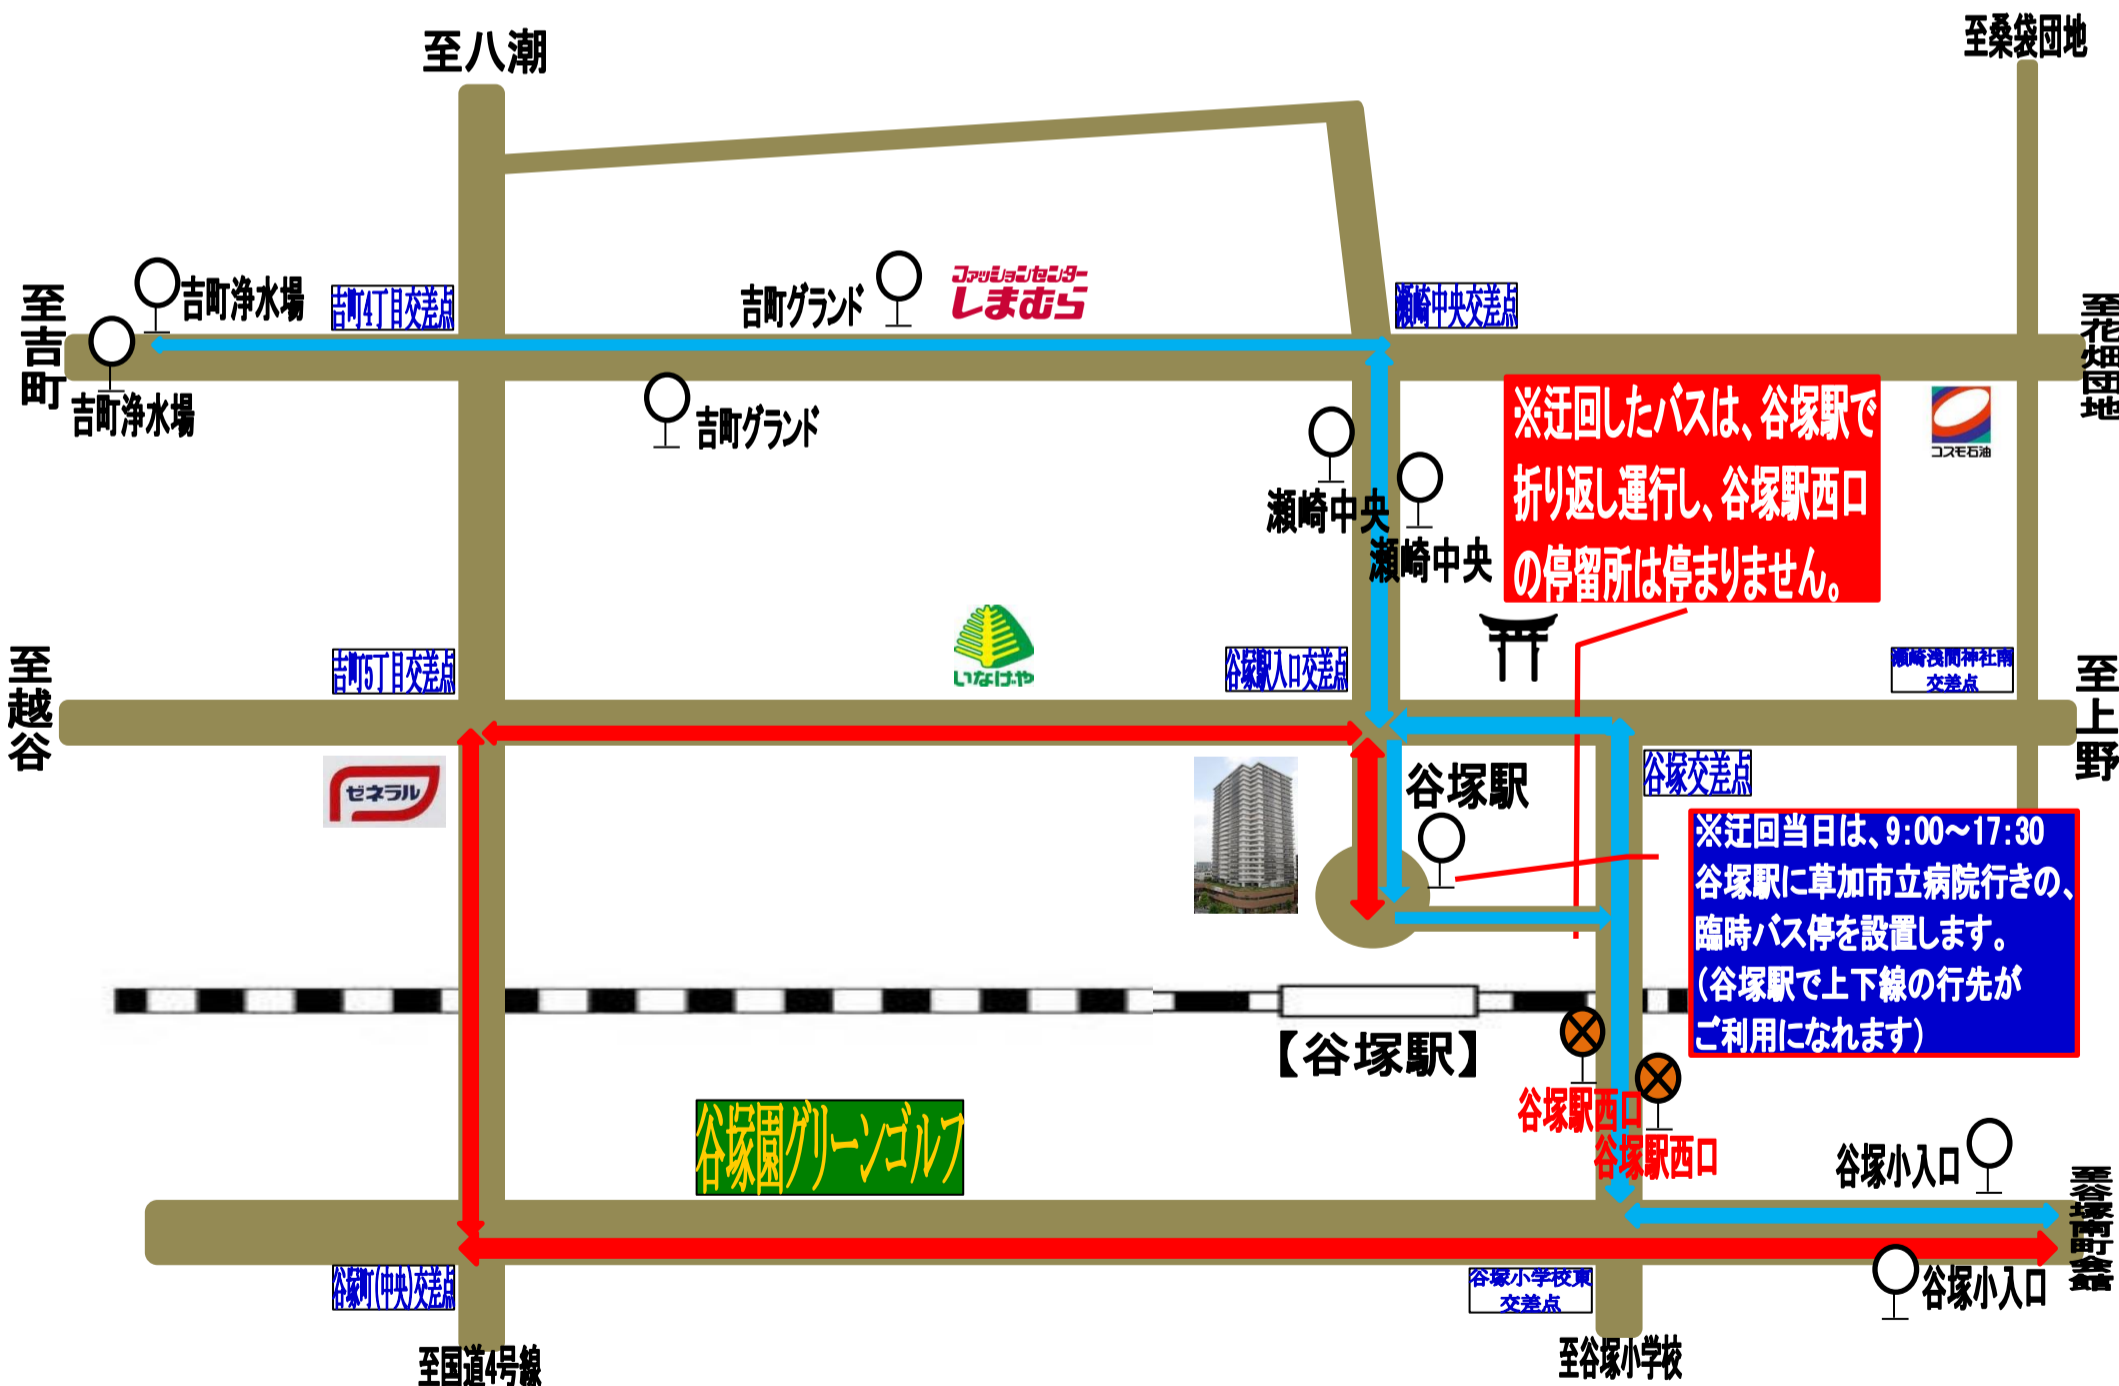 至八潮
至桑袋団地
吉町浄水場
吉町4丁目交差点
吉町グランド
ファッションセンター
しまむら
瀬崎中央交差点
至吉町
至花畑団地
吉町浄水場
吉町グランド
※迂回したバスは、谷塚駅で
折り返し運行し、谷塚駅西口
の停留所は停まりません。
コスモ石油
瀬崎中央
瀬崎中央
至越谷
吉町5丁目交差点
いなげや
谷塚駅入口交差点
瀬崎浅間神社南
交差点
至上野
ゼネラル
谷塚駅
谷塚交差点
※迂回当日は、9:00～17:30
谷塚駅に草加市立病院行きの、
臨時バス停を設置します。
(谷塚駅で上下線の行先が
ご利用になれます)
【谷塚駅】
谷塚駅西口
谷塚駅西口
谷塚園グリーンゴルフ
谷塚小入口
至谷塚南町会館
谷塚町(中央)交差点
谷塚小学校東
交差点
谷塚小入口
至国道4号線
至谷塚小学校